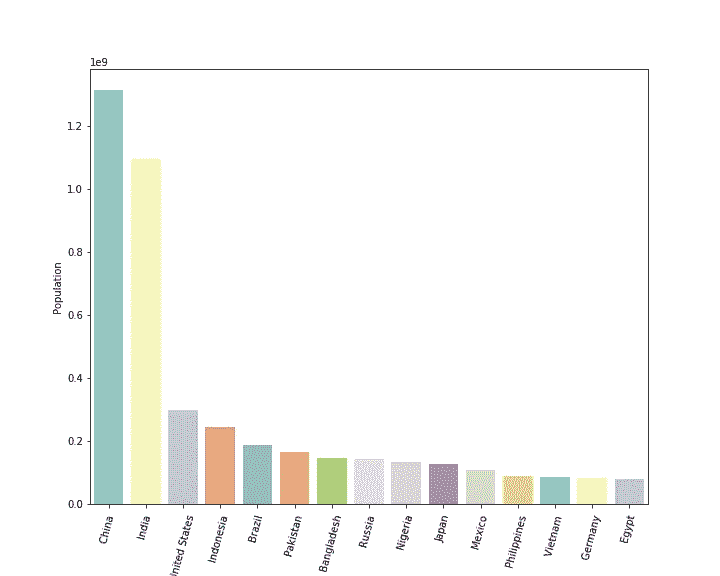 1e9
1.2
1.0
0.8
0.6
0.4
0.2
0.0
Population
China
India
nited States
Indonesia
Brazil
Pakistan
Bangladesh
Russia
Nigeria
Japan
Mexico
Philippines
Vietnam
Germany
Egypt